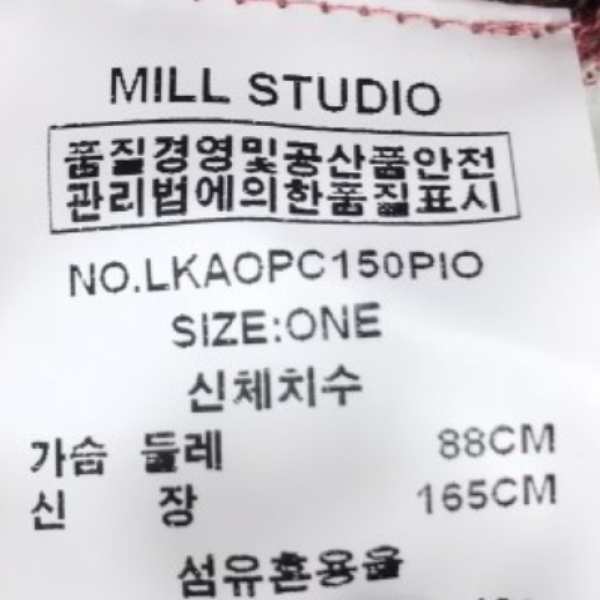 MILL STUDIO
품질경영및공산품안전
관리법에의한품질표시
NO.LKAOPC150PIO
SIZE:ONE
신체치수
가슴 둘레 88CM
신 장 165CM
섬유혼용율